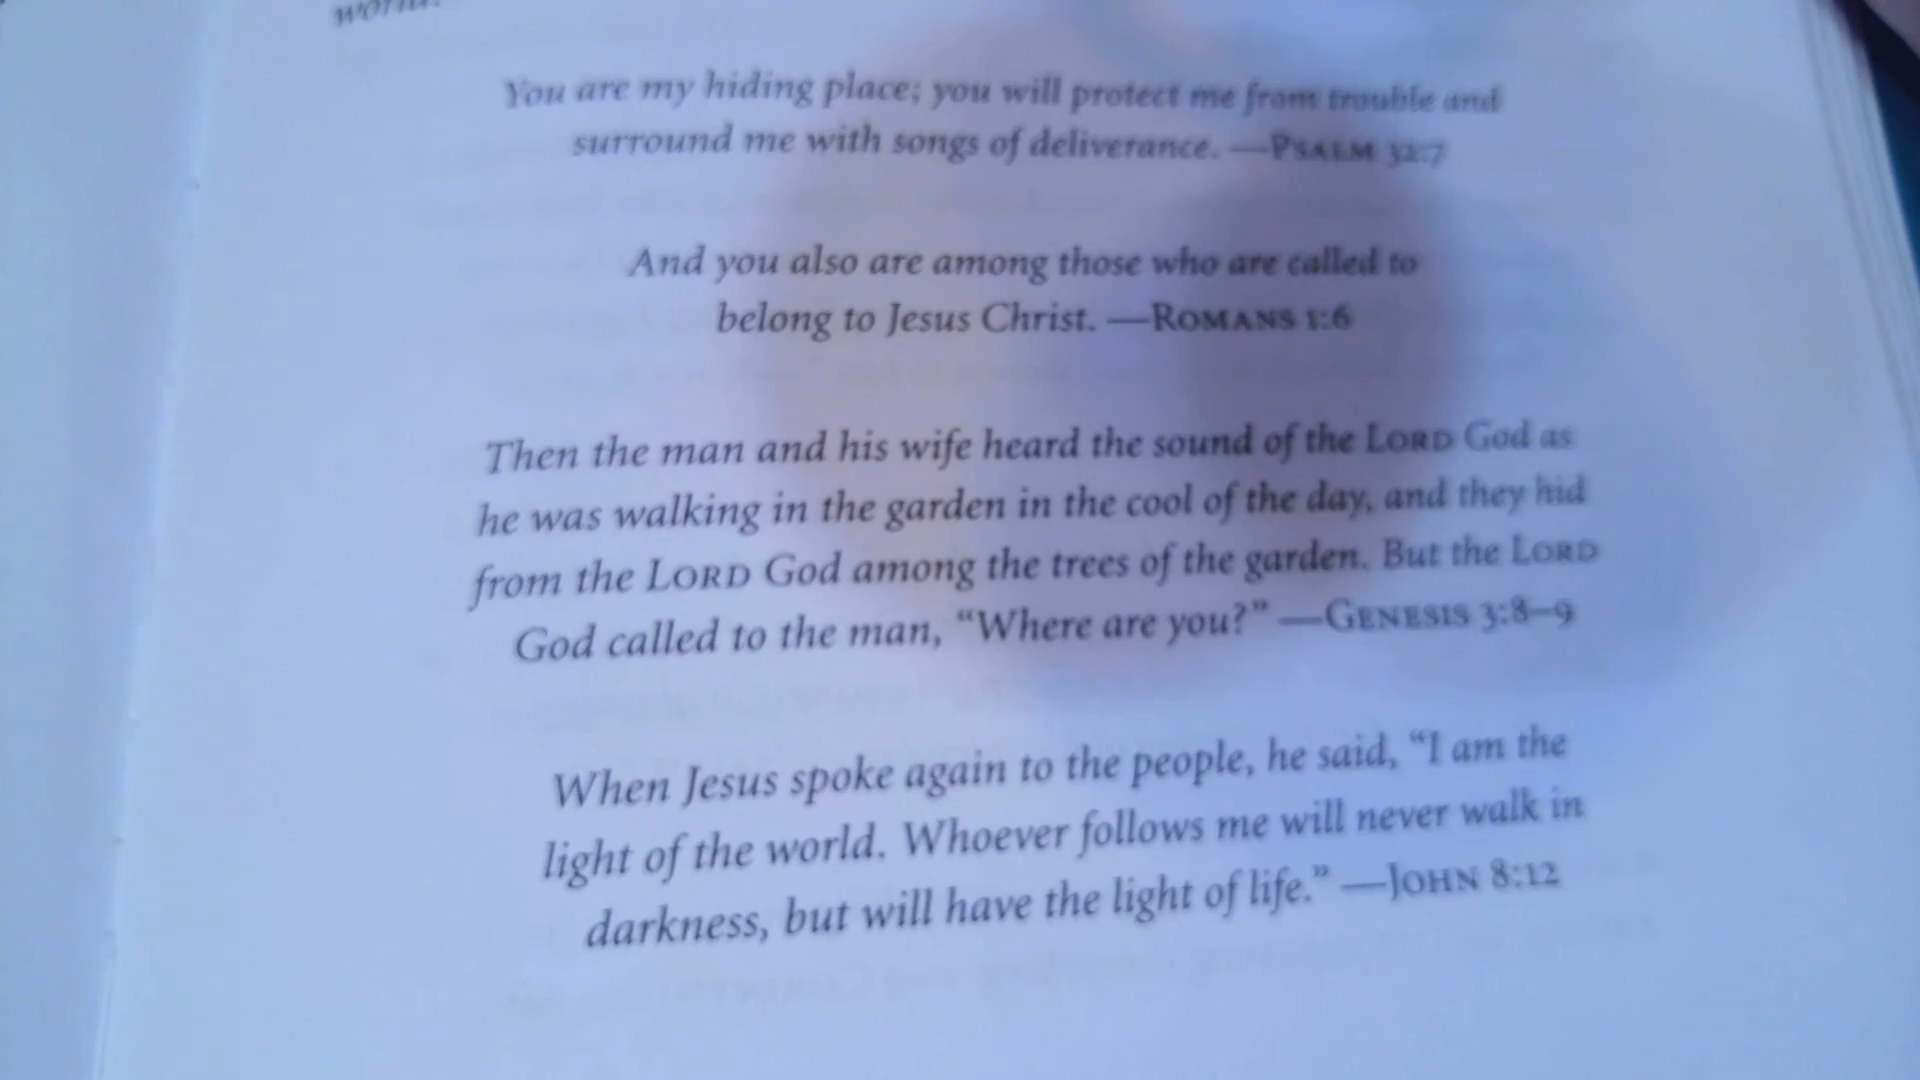 world.
You are my hiding place; you will protect me from trouble and
surround me with songs of deliverance. —PSALM 32:7
And you also are among those who are called to
belong to Jesus Christ. —ROMANS 1:6
Then the man and his wife heard the sound of the LORD God as
he was walking in the garden in the cool of the day, and they hid
from the LORD God among the trees of the garden. But the LORD
God called to the man, “Where are you?” —GENESIS 3:8–9
When Jesus spoke again to the people, he said, “I am the
light of the world. Whoever follows me will never walk in
darkness, but will have the light of life.” —JOHN 8:12